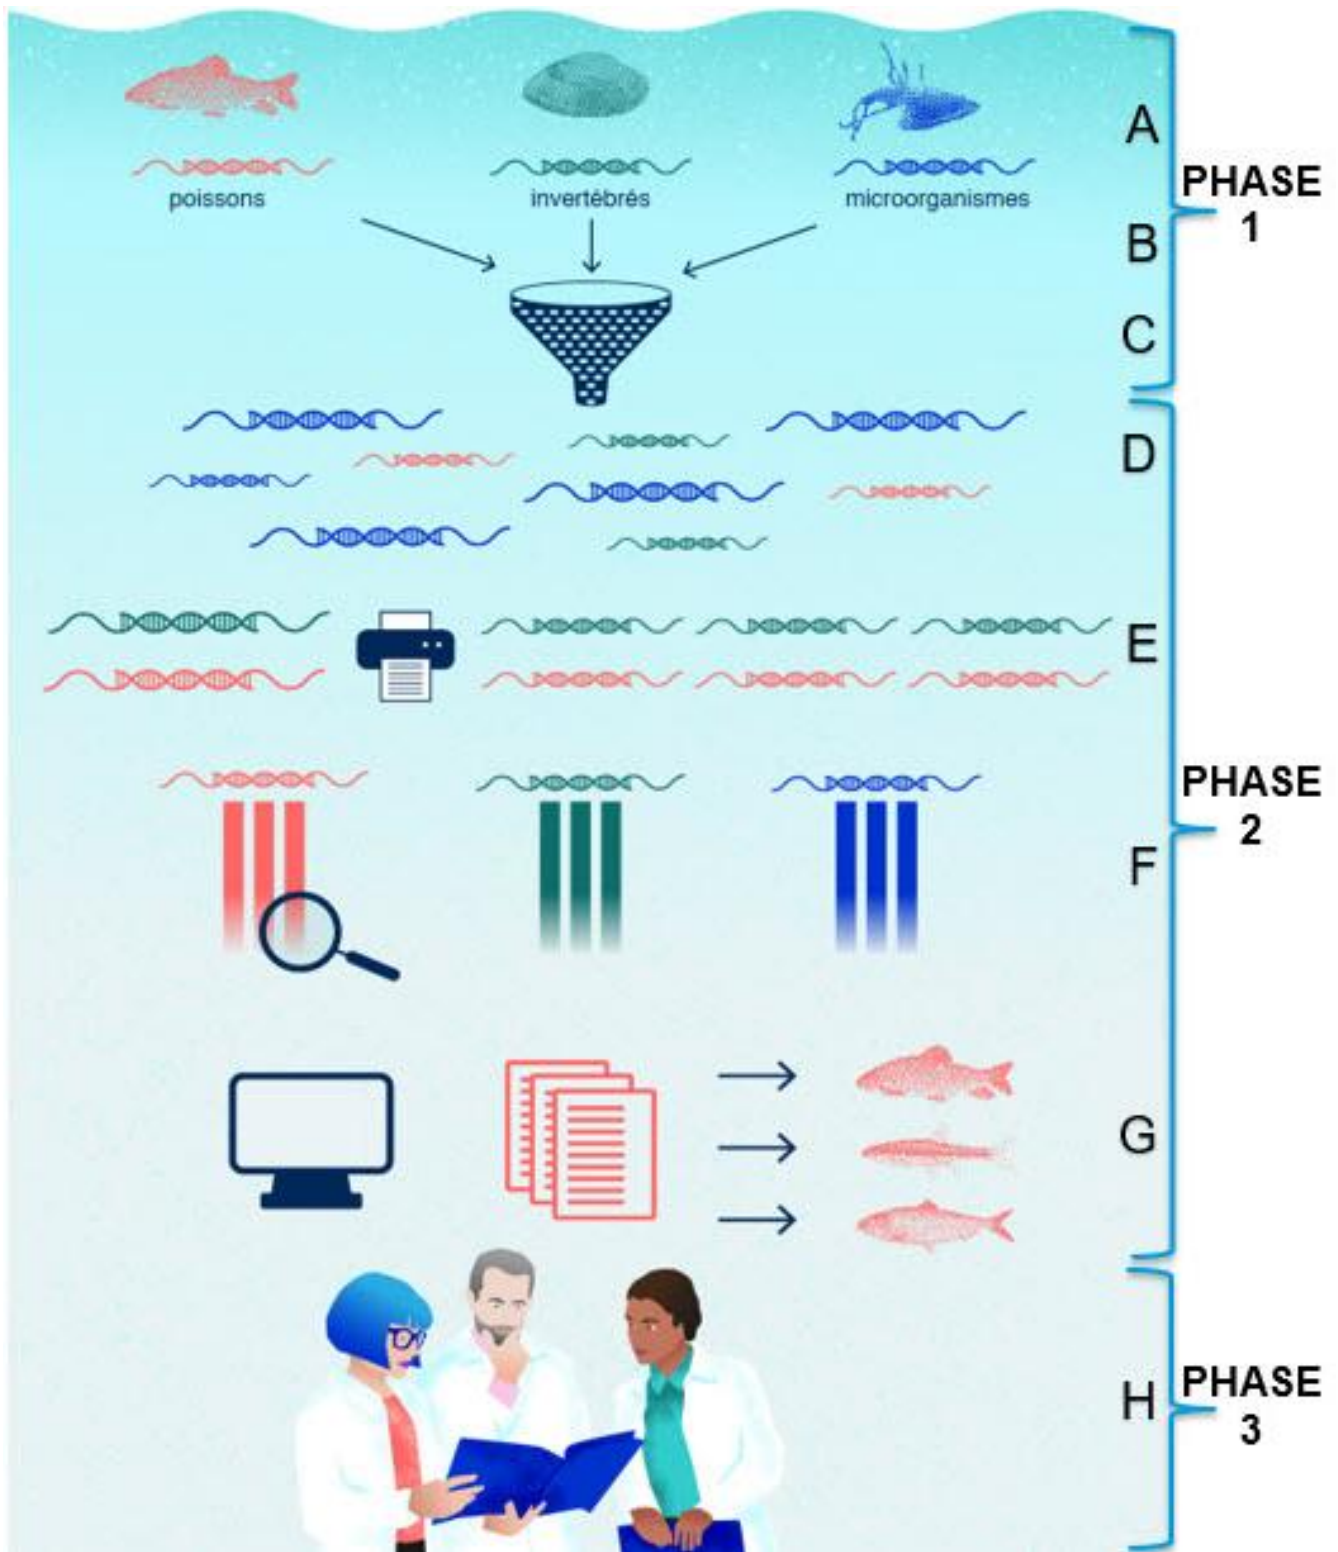 A
poissons
invertébrés
microorganismes
PHASE
1
B
C
D
E
PHASE
2
F
G
H
PHASE
3